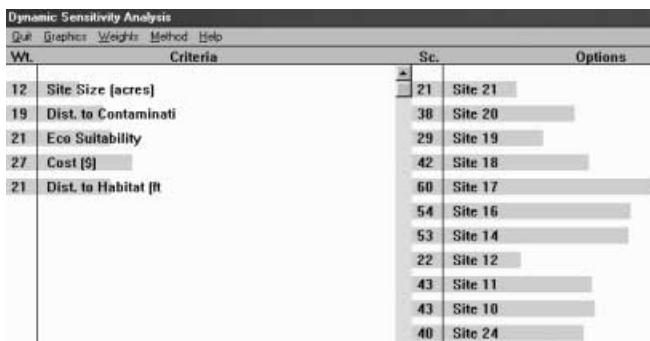 Dynamic Sensitivity Analysis
Quit Graphics Weights Method Help
Wt. Criteria Sc. Options
12 Site Size (acres) 21 Site 21
19 Dist. to Contaminati 38 Site 20
21 Eco Suitability 29 Site 19
27 Cost ($) 42 Site 18
21 Dist. to Habitat (ft 60 Site 17
54 Site 16
53 Site 14
22 Site 12
43 Site 11
43 Site 10
40 Site 24